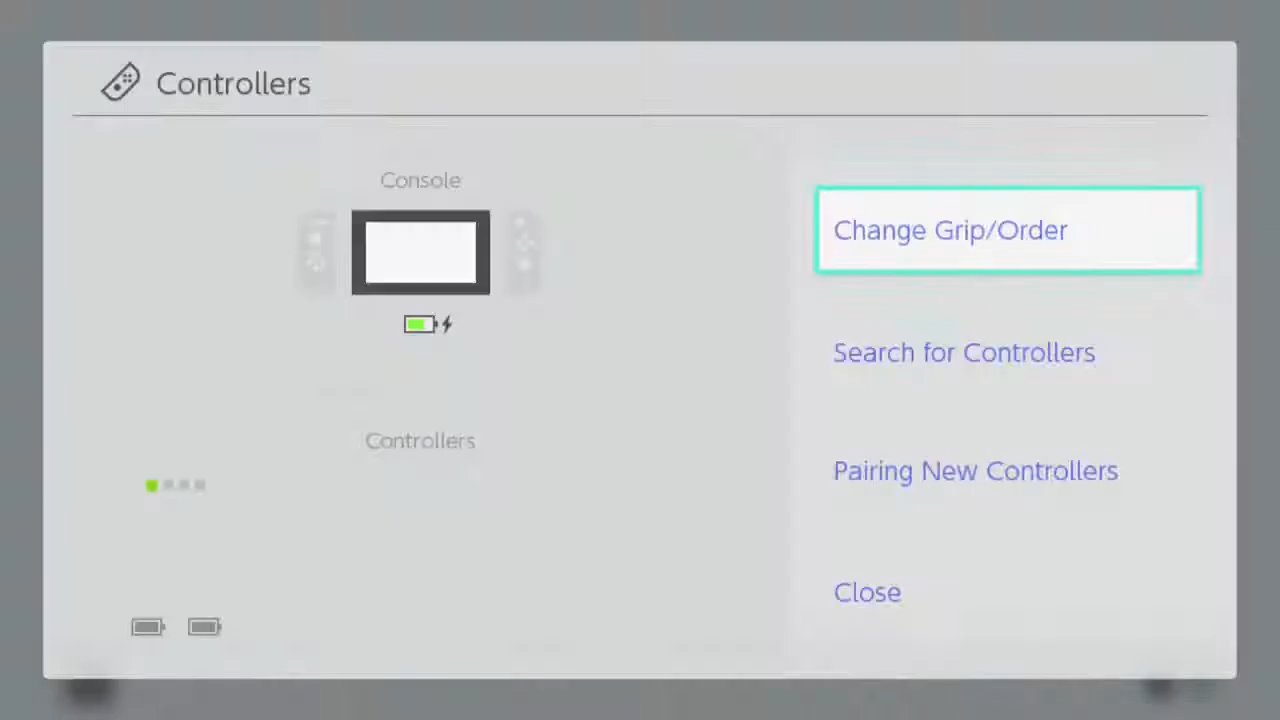 Controllers
Console
Controllers
Change Grip/Order
Search for Controllers
Pairing New Controllers
Close